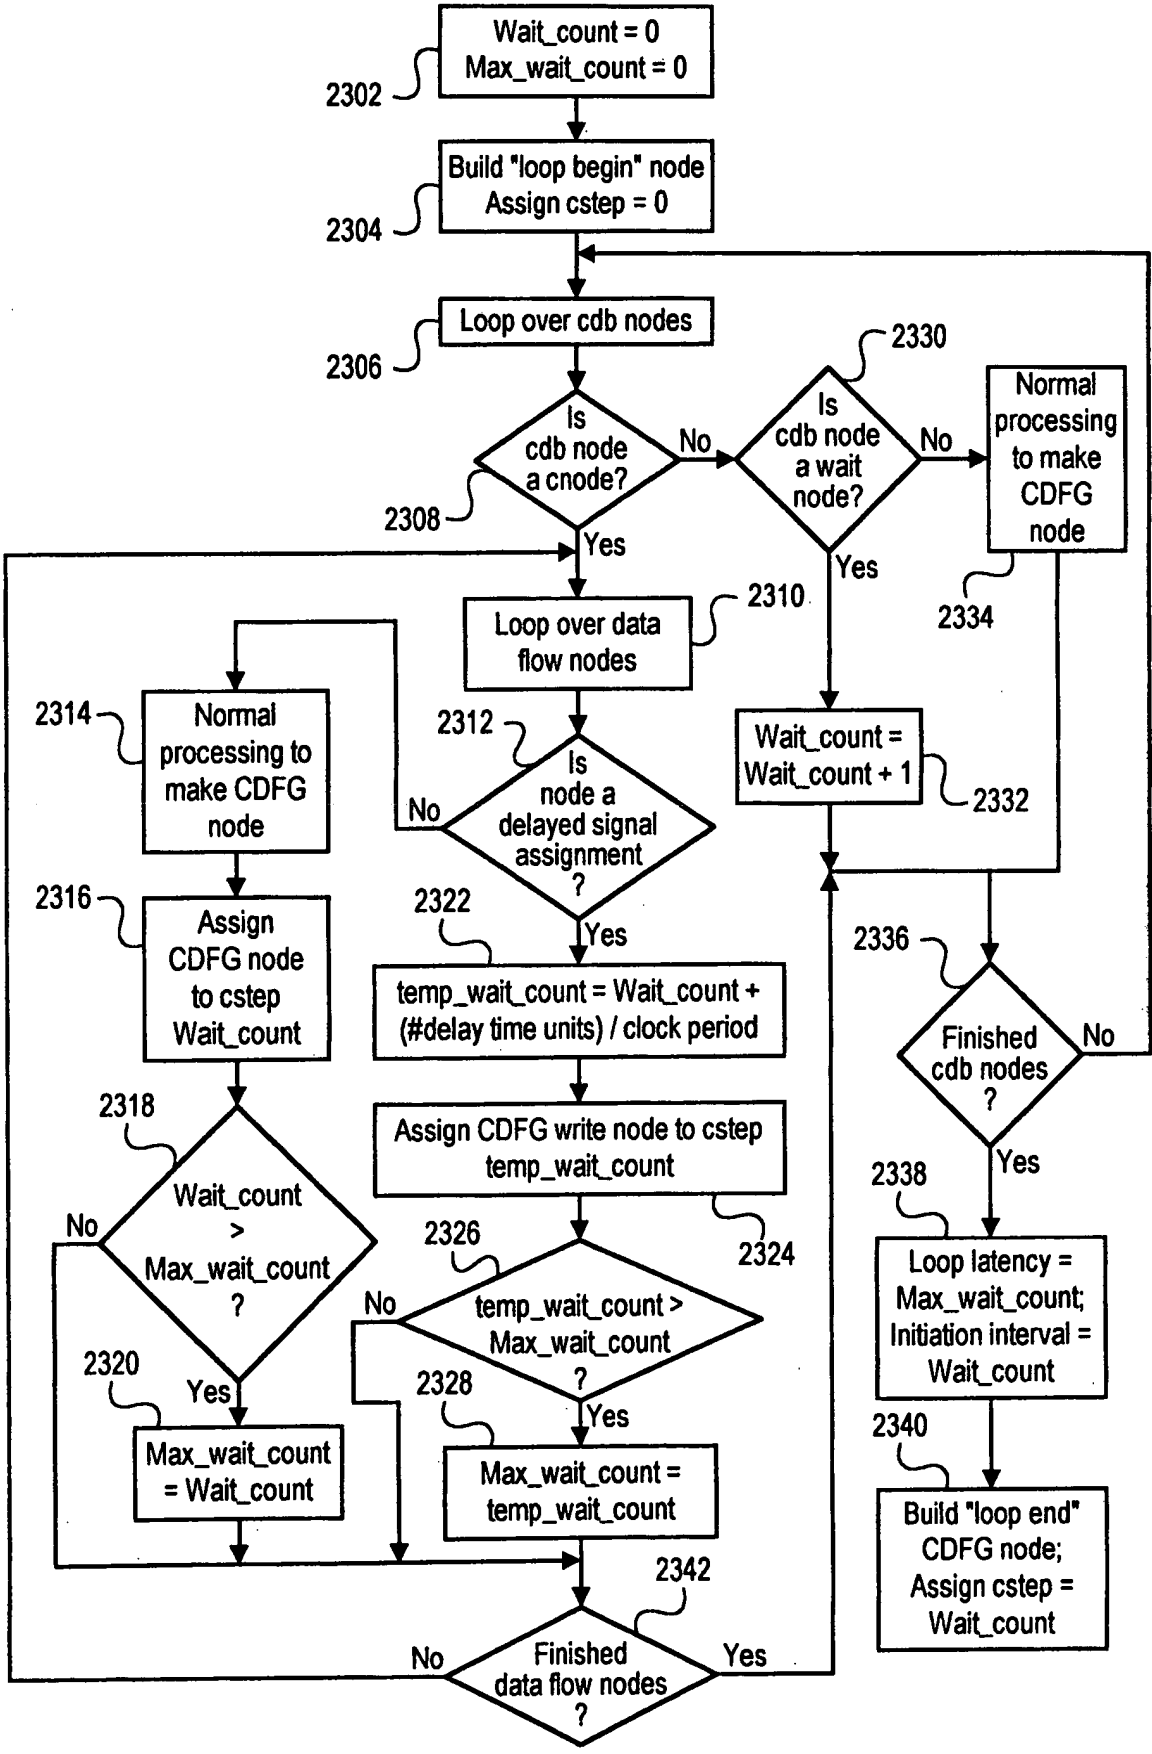 Wait_count = 0
Max_wait_count = 0
2302
Build "loop begin" node
Assign cstep = 0
2304
Loop over cdb nodes
2306
Is
cdb node
a cnode?
2308
No
Yes
2330
Is
cdb node
a wait
node?
No
Yes
Normal
processing
to make
CDFG
node
2334
Wait_count =
Wait_count + 1
2332
2310
Loop over data
flow nodes
2312
Is
node a
delayed signal
assignment
?
No
Yes
2314
Normal
processing to
make CDFG
node
2316
Assign
CDFG node
to cstep
Wait_count
2318
Wait_count
>
Max_wait_count
?
No
Yes
2320
Max_wait_count
= Wait_count
2322
temp_wait_count = Wait_count +
(#delay time units) / clock period
Assign CDFG write node to cstep
temp_wait_count
2324
2326
temp_wait_count >
Max_wait_count
?
No
Yes
2328
Max_wait_count =
temp_wait_count
2342
Finished
data flow nodes
?
No
Yes
2336
Finished
cdb nodes
?
No
Yes
2338
Loop latency =
Max_wait_count;
Initiation interval =
Wait_count
2340
Build "loop end"
CDFG node;
Assign cstep =
Wait_count